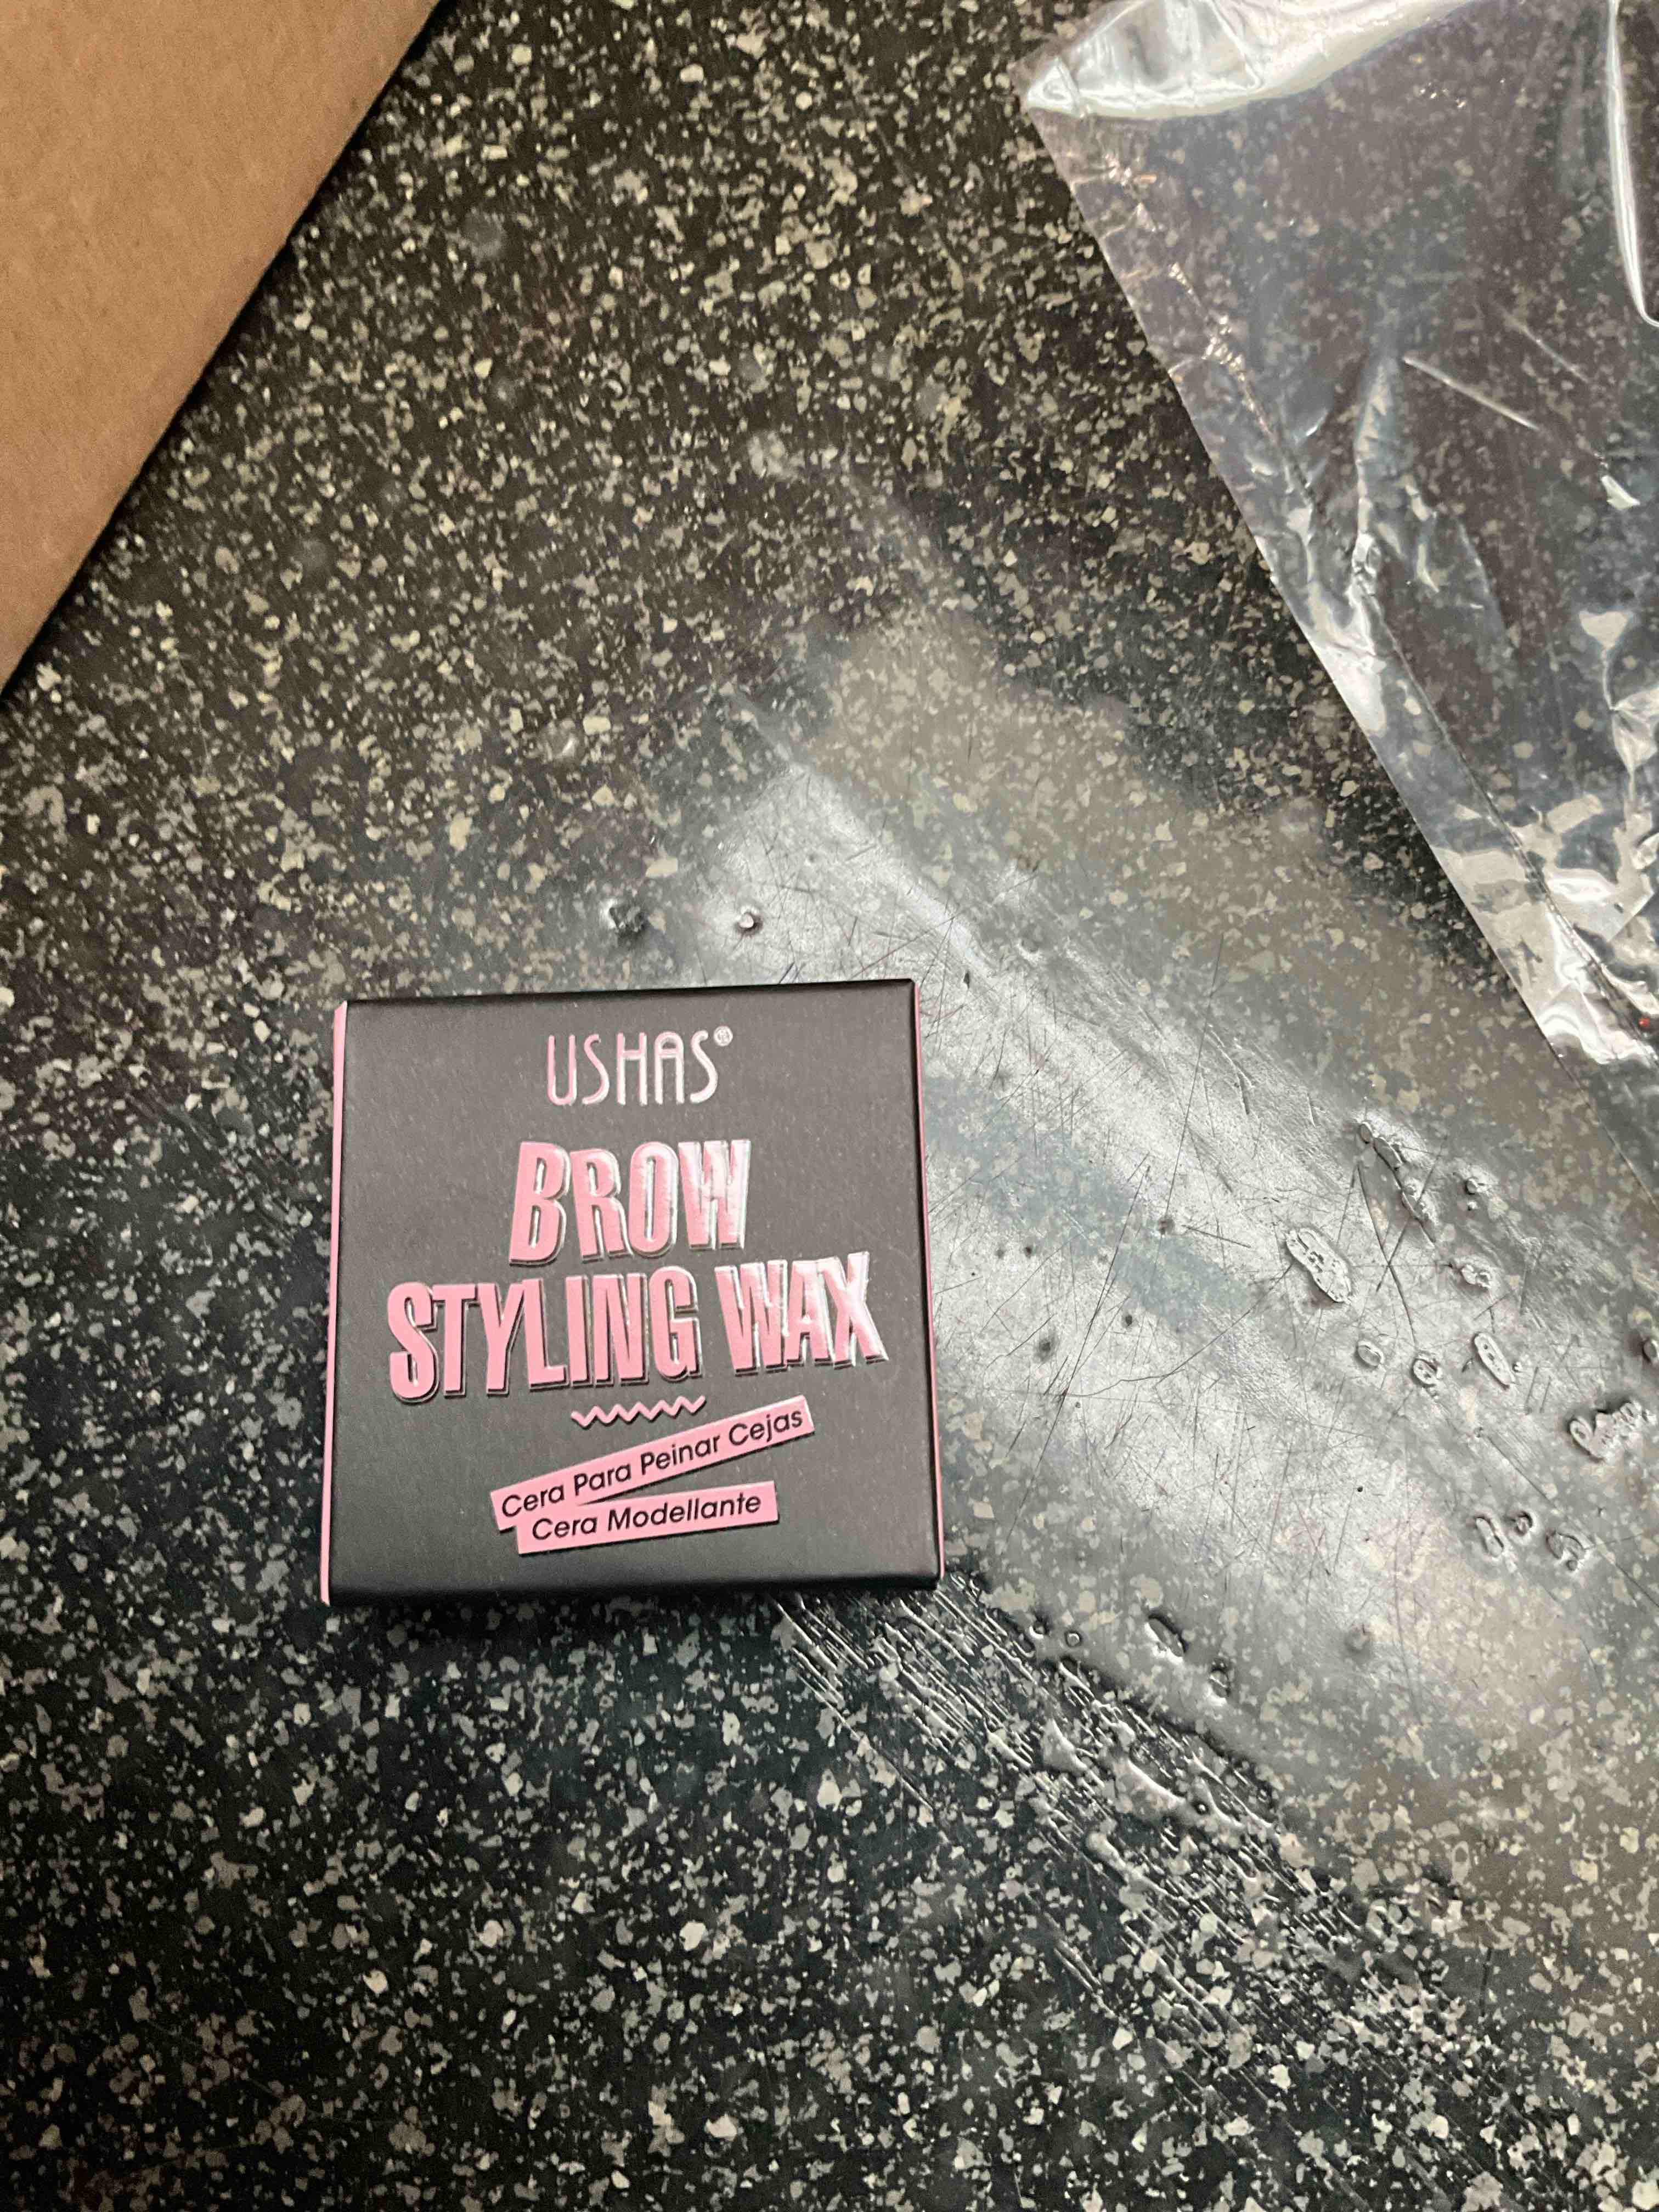 USHAS®
BROW
STYLING WAX
Cera Para Peinar Cejas
Cera Modellante